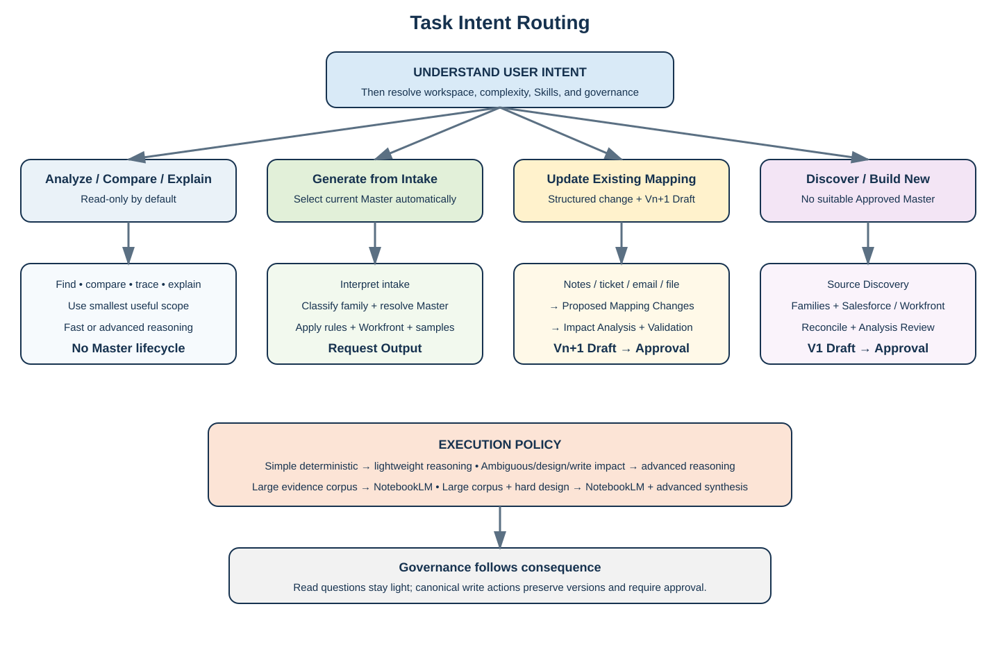 Task Intent Routing
UNDERSTAND USER INTENT
Then resolve workspace, complexity, Skills, and governance
Analyze / Compare / Explain
Read-only by default
Generate from Intake
Select current Master automatically
Update Existing Mapping
Structured change + Vn+1 Draft
Discover / Build New
No suitable Approved Master
Find • compare • trace • explain
Use smallest useful scope
Fast or advanced reasoning
No Master lifecycle
Interpret intake
Classify family + resolve Master
Apply rules + Workfront + samples
Request Output
Notes / ticket / email / file
→ Proposed Mapping Changes
→ Impact Analysis + Validation
Vn+1 Draft → Approval
Source Discovery
Families + Salesforce / Workfront
Reconcile + Analysis Review
V1 Draft → Approval
EXECUTION POLICY
Simple deterministic → lightweight reasoning • Ambiguous/design/write impact → advanced reasoning
Large evidence corpus → NotebookLM • Large corpus + hard design → NotebookLM + advanced synthesis
Governance follows consequence
Read questions stay light; canonical write actions preserve versions and require approval.